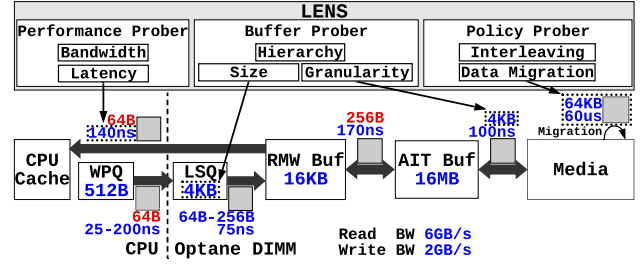 LENS
Performance Prober
Bandwidth
Latency
Buffer Prober
Hierarchy
Size
Granularity
Policy Prober
Interleaving
Data Migration
64B
140ns
256B
170ns
4KB
100ns
64KB
60us
Migration
CPU
Cache
WPQ
512B
LSQ
4KB
RMW Buf
16KB
AIT Buf
16MB
Media
64B
25-200ns
64B-256B
75ns
CPU
Optane DIMM
Read BW 6GB/s
Write BW 2GB/s